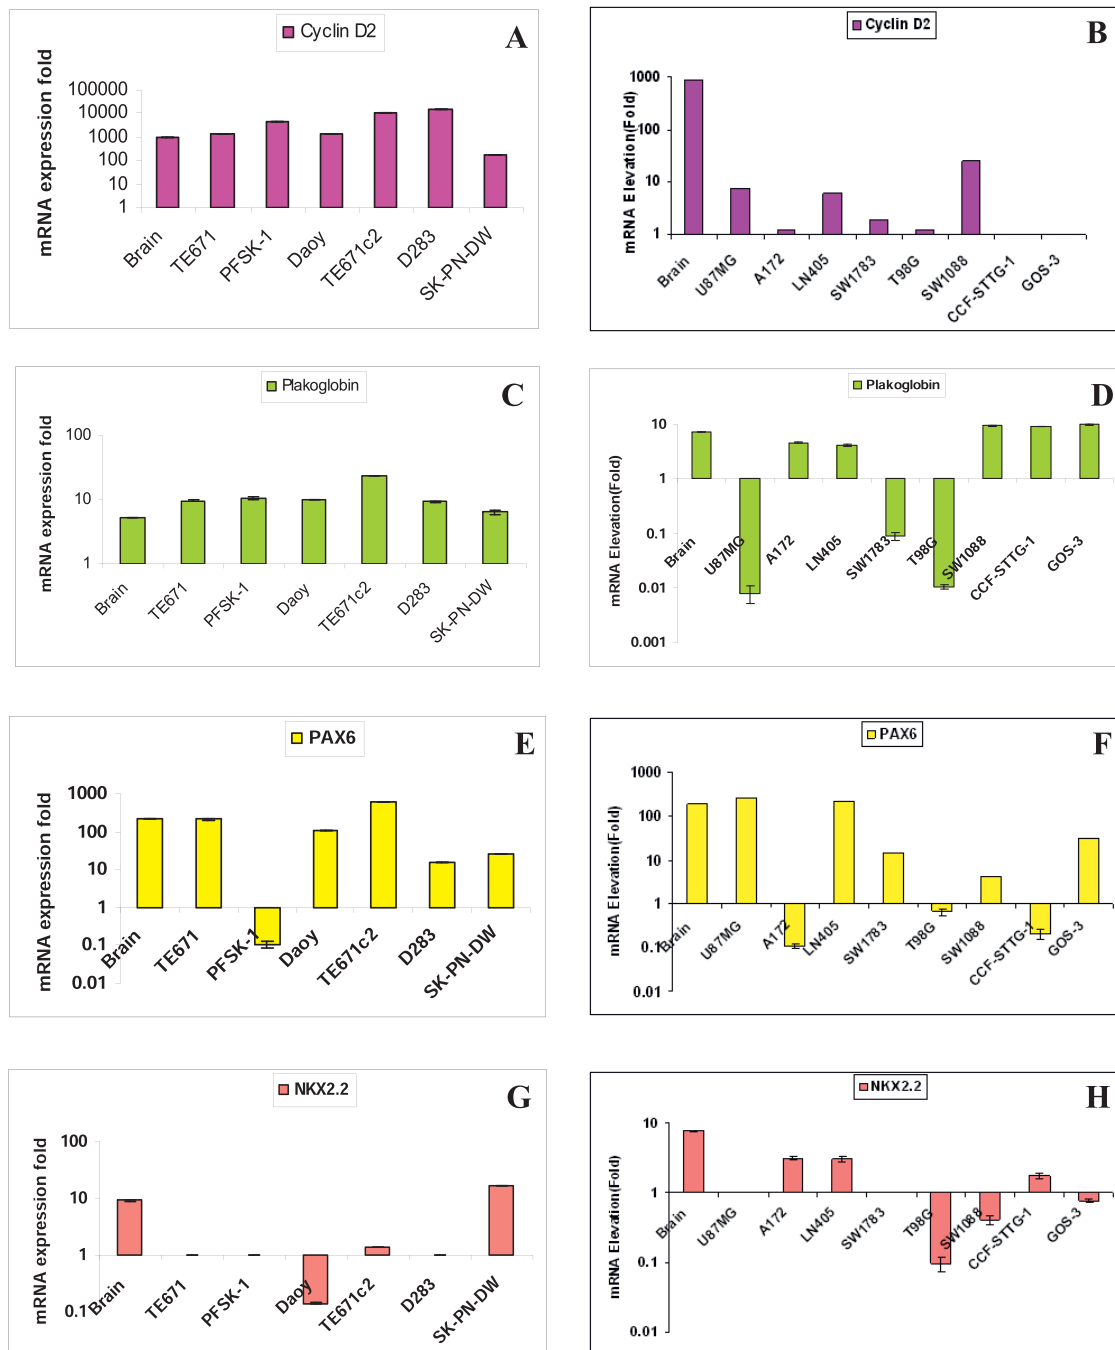 Cyclin D2
A
mRNA expression fold
100000
10000
1000
100
10
1
Brain
TE671
PFSK-1
Daoy
TE671c2
D283
SK-PN-DW
Cyclin D2
B
mRNA Elevation(Fold)
1000
100
10
1
Brain
U87MG
A172
LN405
SW1783
T98G
SW1088
CCF-STTG-1
GOS-3
Plakoglobin
C
mRNA expression fold
100
10
1
Brain
TE671
PFSK-1
Daoy
TE671c2
D283
SK-PN-DW
Plakoglobin
D
mRNA Elevation(Fold)
10
1
0.1
0.01
0.001
Brain
U87MG
A172
LN405
SW1783
T98G
SW1088
CCF-STTG-1
GOS-3
PAX6
E
mRNA expression fold
1000
100
10
1
0.1
0.01
Brain
TE671
PFSK-1
Daoy
TE671c2
D283
SK-PN-DW
PAX6
F
mRNA Elevation(Fold)
1000
100
10
1
0.1
0.01
Brain
U87MG
A172
LN405
SW1783
T98G
SW1088
CCF-STTG-1
GOS-3
NKX2.2
G
mRNA expression fold
100
10
1
0.1
Brain
TE671
PFSK-1
Daoy
TE671c2
D283
SK-PN-DW
NKX2.2
H
mRNA Elevation(Fold)
10
1
0.1
0.01
Brain
U87MG
A172
LN405
SW1783
T98G
SW1088
CCF-STTG-1
GOS-3